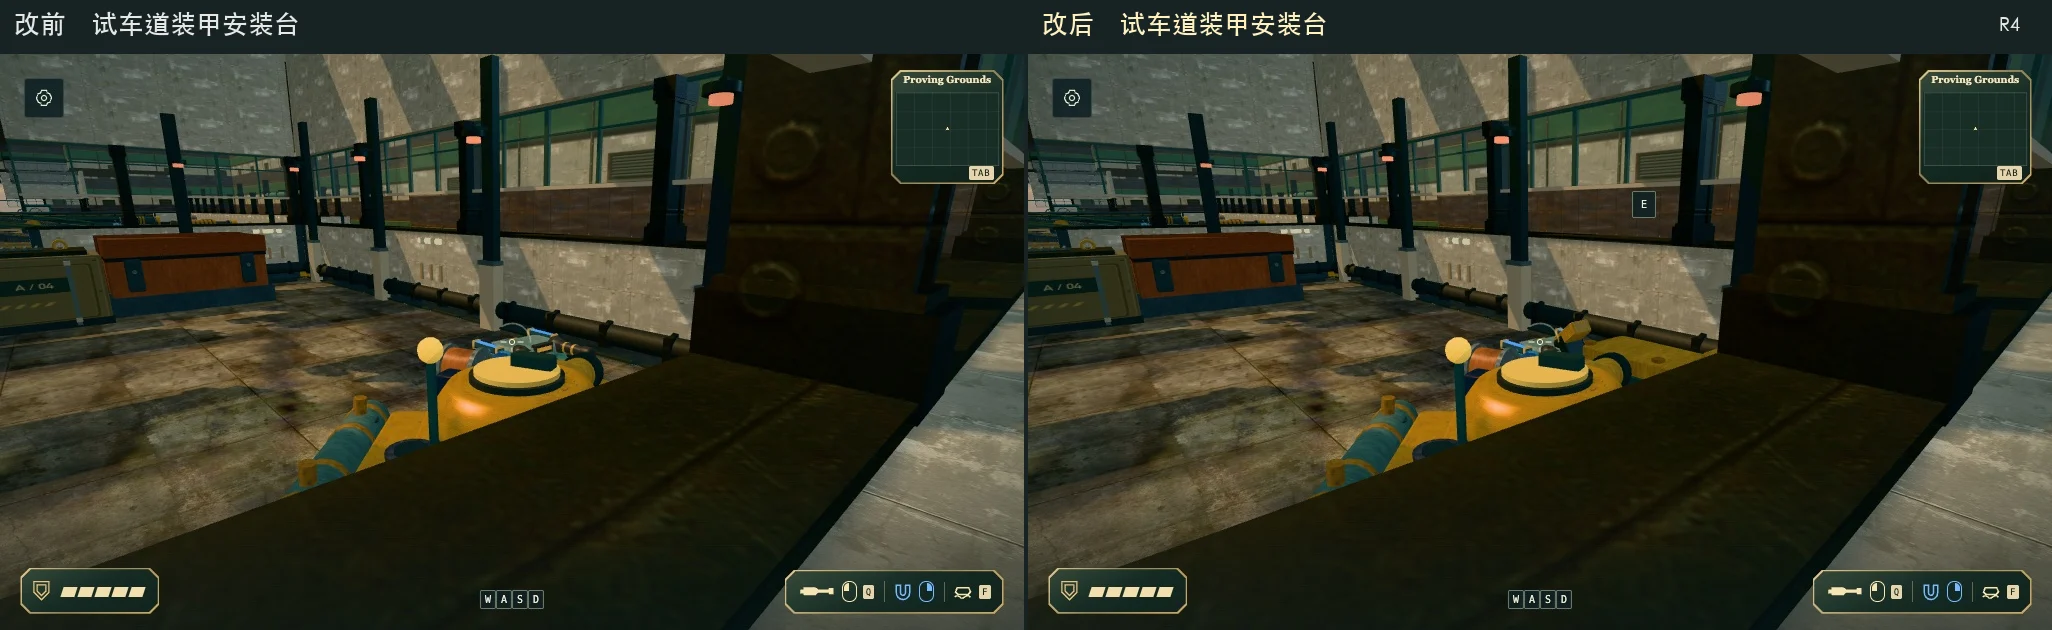 改前 试车道装甲安装台
改后 试车道装甲安装台
R4
Proving Grounds
TAB
A / 04
Q
F
W A S D
Proving Grounds
TAB
E
A / 04
Q
F
W A S D